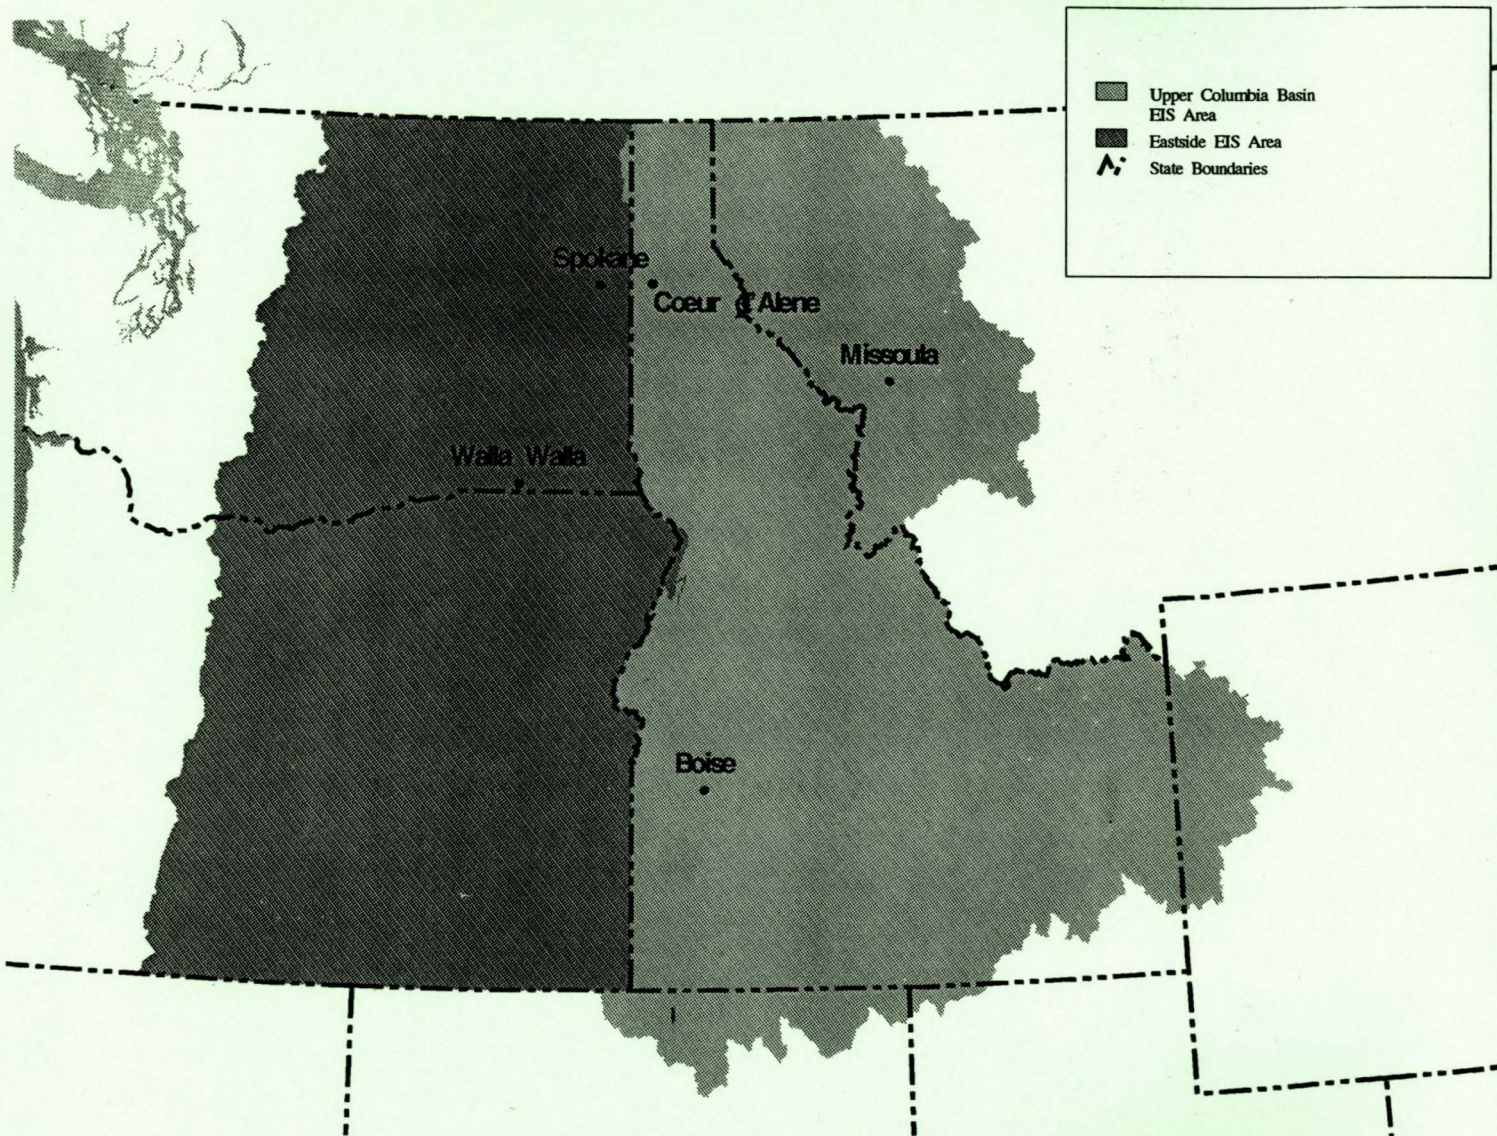 Upper Columbia Basin
EIS Area
Eastside EIS Area
State Boundaries
Spokane
Coeur d'Alene
Missoula
Walla Walla
Boise